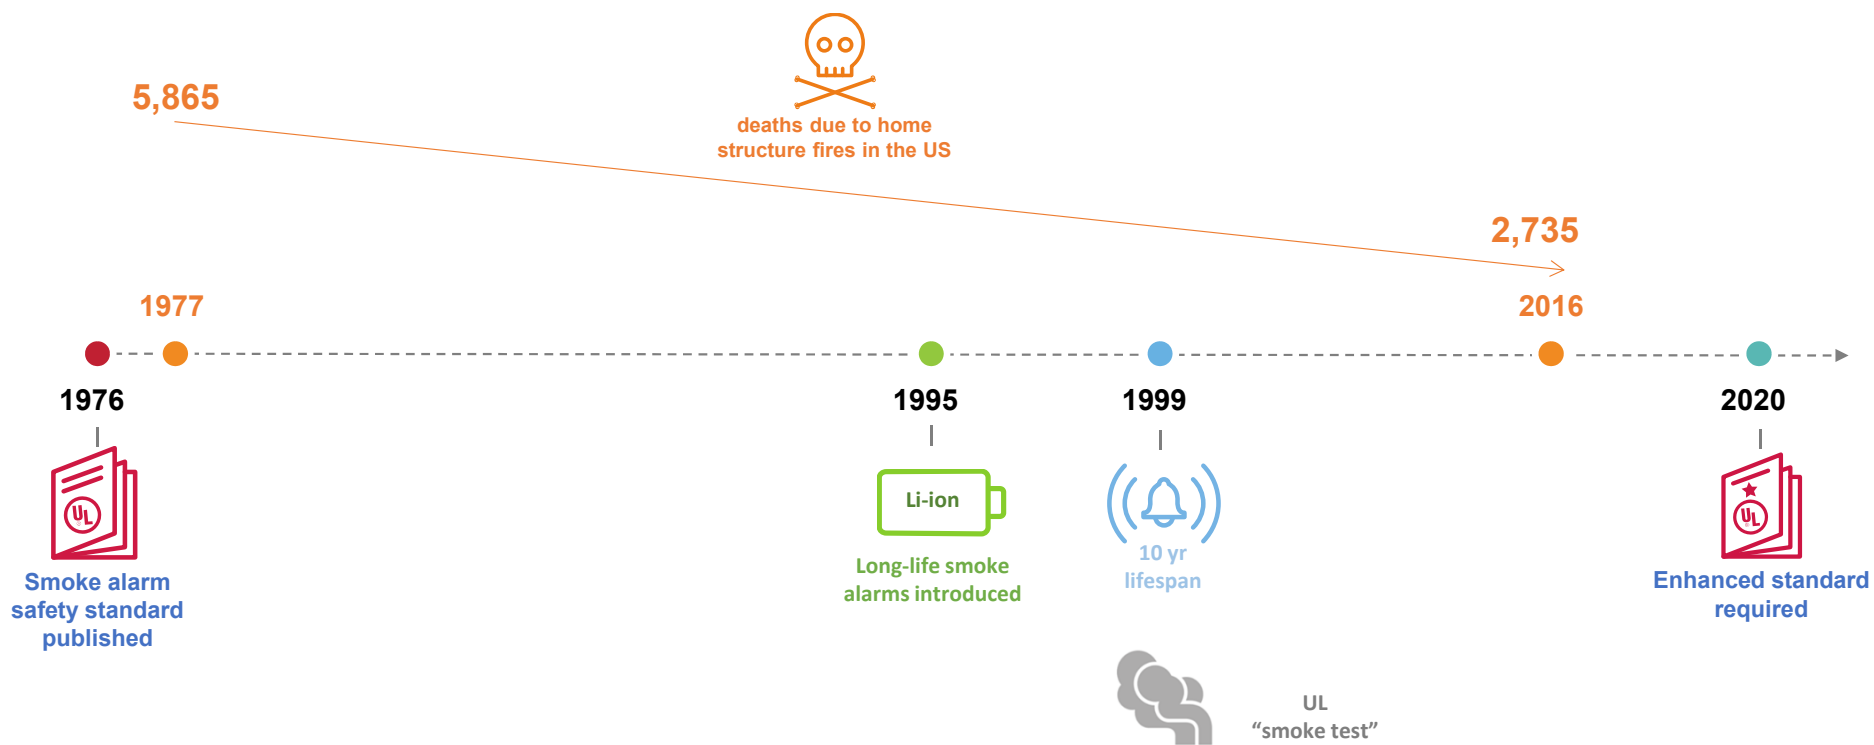 5,865
deaths due to home
structure fires in the US
2,735
1977
2016
1976
1995
1999
2020
UL
Li-ion
UL
Smoke alarm
safety standard
published
Long-life smoke
alarms introduced
10 yr
lifespan
Enhanced standard
required
UL
“smoke test”